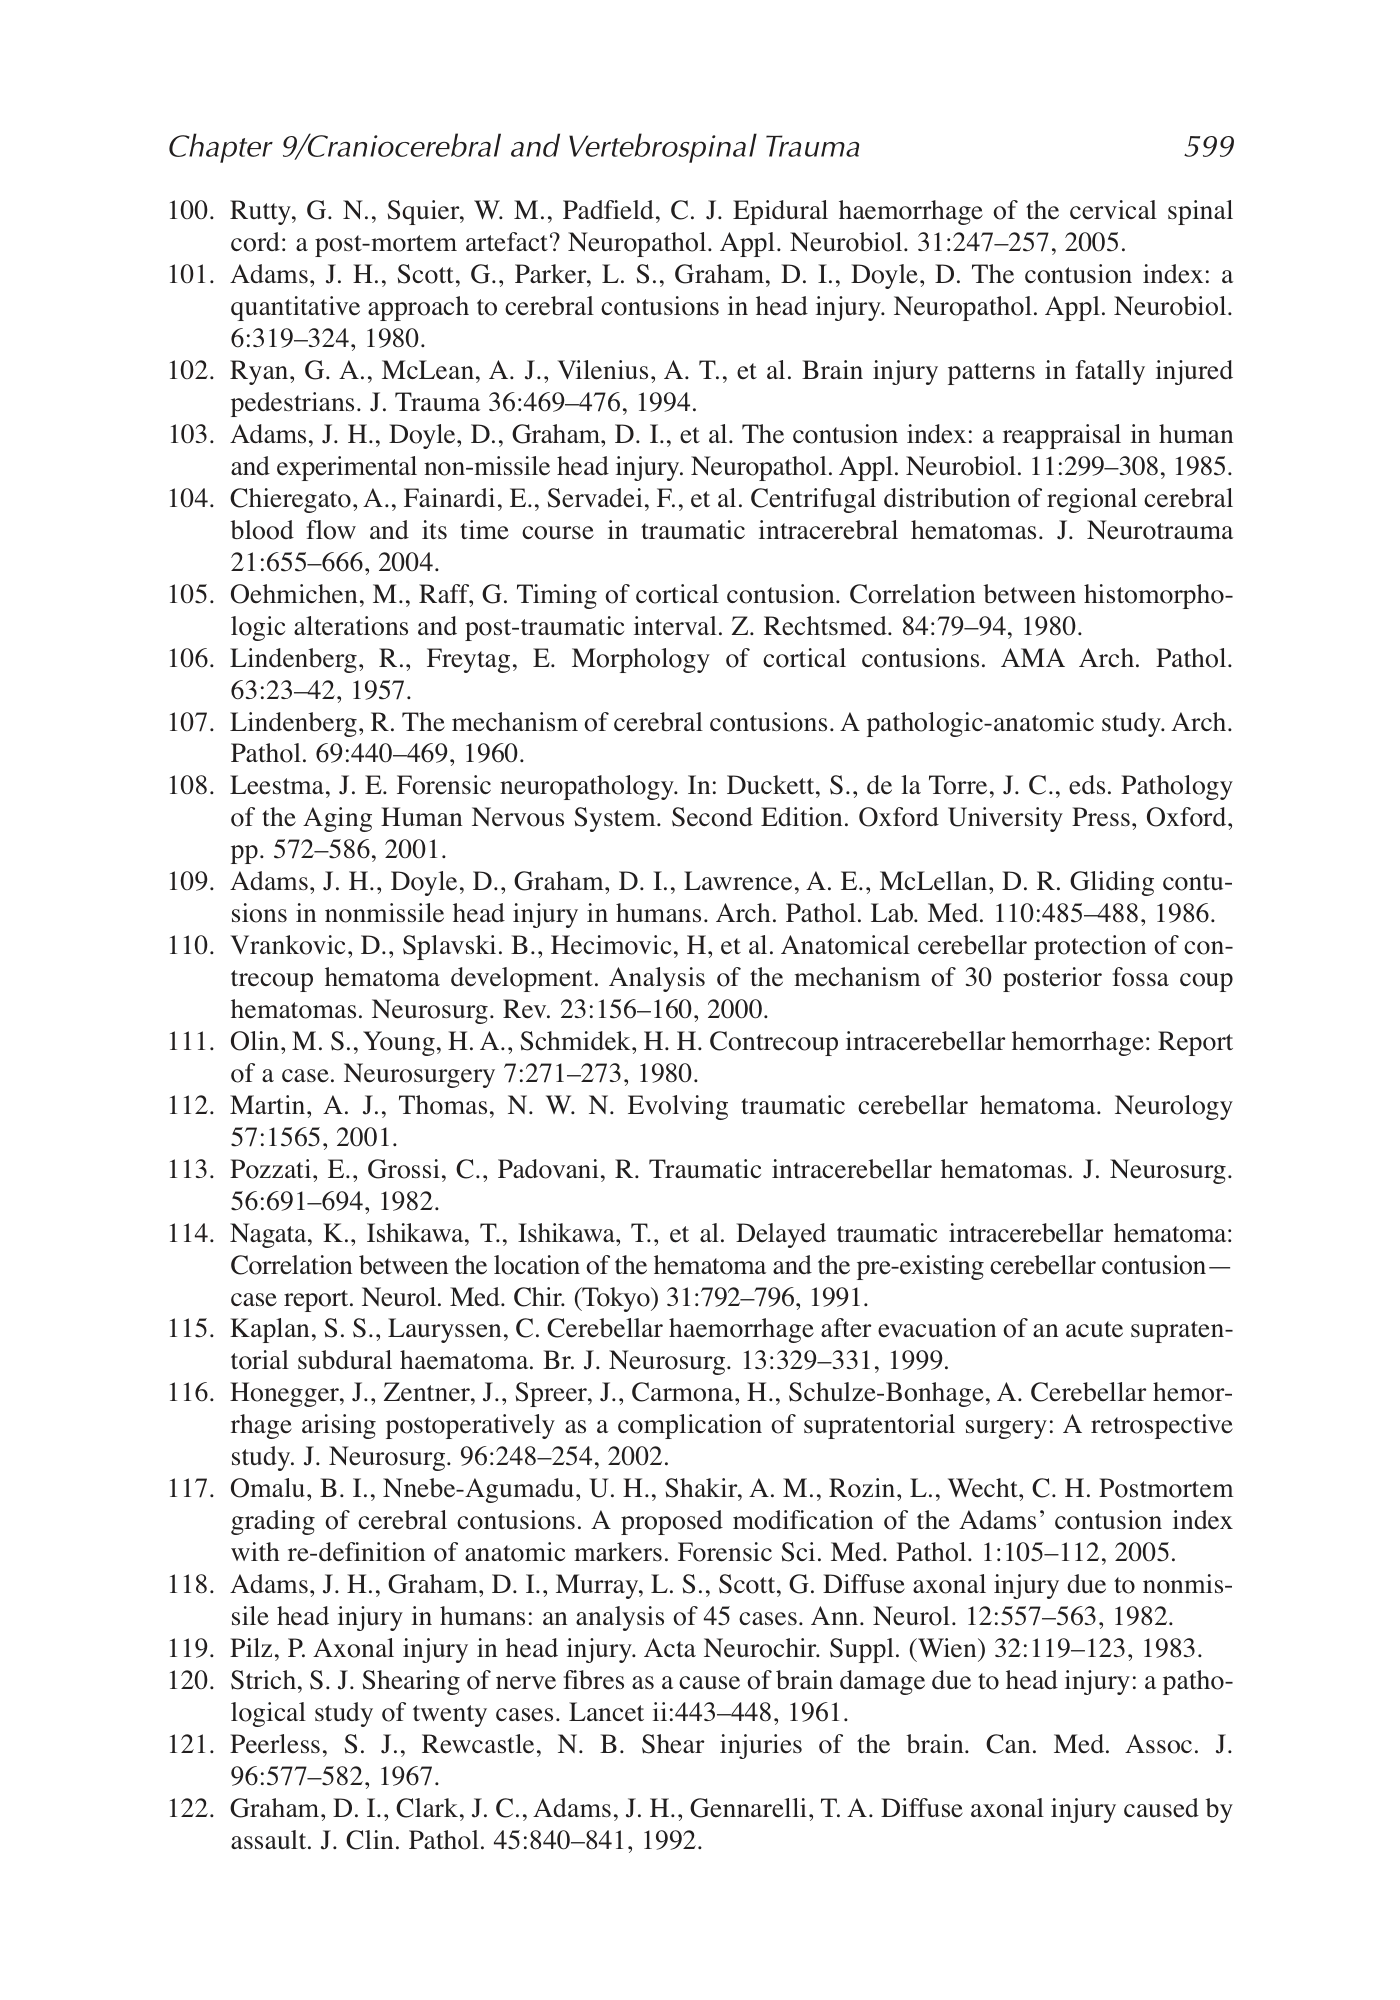 Chapter 9/Craniocerebral and Vertebrospinal Trauma 599
100. Rutty, G. N., Squier, W. M., Padfield, C. J. Epidural haemorrhage of the cervical spinal
cord: a post-mortem artefact? Neuropathol. Appl. Neurobiol. 31:247–257, 2005.
101. Adams, J. H., Scott, G., Parker, L. S., Graham, D. I., Doyle, D. The contusion index: a
quantitative approach to cerebral contusions in head injury. Neuropathol. Appl. Neurobiol.
6:319–324, 1980.
102. Ryan, G. A., McLean, A. J., Vilenius, A. T., et al. Brain injury patterns in fatally injured
pedestrians. J. Trauma 36:469–476, 1994.
103. Adams, J. H., Doyle, D., Graham, D. I., et al. The contusion index: a reappraisal in human
and experimental non-missile head injury. Neuropathol. Appl. Neurobiol. 11:299–308, 1985.
104. Chieregato, A., Fainardi, E., Servadei, F., et al. Centrifugal distribution of regional cerebral
blood flow and its time course in traumatic intracerebral hematomas. J. Neurotrauma
21:655–666, 2004.
105. Oehmichen, M., Raff, G. Timing of cortical contusion. Correlation between histomorpho-
logic alterations and post-traumatic interval. Z. Rechtsmed. 84:79–94, 1980.
106. Lindenberg, R., Freytag, E. Morphology of cortical contusions. AMA Arch. Pathol.
63:23–42, 1957.
107. Lindenberg, R. The mechanism of cerebral contusions. A pathologic-anatomic study. Arch.
Pathol. 69:440–469, 1960.
108. Leestma, J. E. Forensic neuropathology. In: Duckett, S., de la Torre, J. C., eds. Pathology
of the Aging Human Nervous System. Second Edition. Oxford University Press, Oxford,
pp. 572–586, 2001.
109. Adams, J. H., Doyle, D., Graham, D. I., Lawrence, A. E., McLellan, D. R. Gliding contu-
sions in nonmissile head injury in humans. Arch. Pathol. Lab. Med. 110:485–488, 1986.
110. Vrankovic, D., Splavski. B., Hecimovic, H, et al. Anatomical cerebellar protection of con-
trecoup hematoma development. Analysis of the mechanism of 30 posterior fossa coup
hematomas. Neurosurg. Rev. 23:156–160, 2000.
111. Olin, M. S., Young, H. A., Schmidek, H. H. Contrecoup intracerebellar hemorrhage: Report
of a case. Neurosurgery 7:271–273, 1980.
112. Martin, A. J., Thomas, N. W. N. Evolving traumatic cerebellar hematoma. Neurology
57:1565, 2001.
113. Pozzati, E., Grossi, C., Padovani, R. Traumatic intracerebellar hematomas. J. Neurosurg.
56:691–694, 1982.
114. Nagata, K., Ishikawa, T., Ishikawa, T., et al. Delayed traumatic intracerebellar hematoma:
Correlation between the location of the hematoma and the pre-existing cerebellar contusion—
case report. Neurol. Med. Chir. (Tokyo) 31:792–796, 1991.
115. Kaplan, S. S., Lauryssen, C. Cerebellar haemorrhage after evacuation of an acute supraten-
torial subdural haematoma. Br. J. Neurosurg. 13:329–331, 1999.
116. Honegger, J., Zentner, J., Spreer, J., Carmona, H., Schulze-Bonhage, A. Cerebellar hemor-
rhage arising postoperatively as a complication of supratentorial surgery: A retrospective
study. J. Neurosurg. 96:248–254, 2002.
117. Omalu, B. I., Nnebe-Agumadu, U. H., Shakir, A. M., Rozin, L., Wecht, C. H. Postmortem
grading of cerebral contusions. A proposed modification of the Adams’ contusion index
with re-definition of anatomic markers. Forensic Sci. Med. Pathol. 1:105–112, 2005.
118. Adams, J. H., Graham, D. I., Murray, L. S., Scott, G. Diffuse axonal injury due to nonmis-
sile head injury in humans: an analysis of 45 cases. Ann. Neurol. 12:557–563, 1982.
119. Pilz, P. Axonal injury in head injury. Acta Neurochir. Suppl. (Wien) 32:119–123, 1983.
120. Strich, S. J. Shearing of nerve fibres as a cause of brain damage due to head injury: a patho-
logical study of twenty cases. Lancet ii:443–448, 1961.
121. Peerless, S. J., Rewcastle, N. B. Shear injuries of the brain. Can. Med. Assoc. J.
96:577–582, 1967.
122. Graham, D. I., Clark, J. C., Adams, J. H., Gennarelli, T. A. Diffuse axonal injury caused by
assault. J. Clin. Pathol. 45:840–841, 1992.